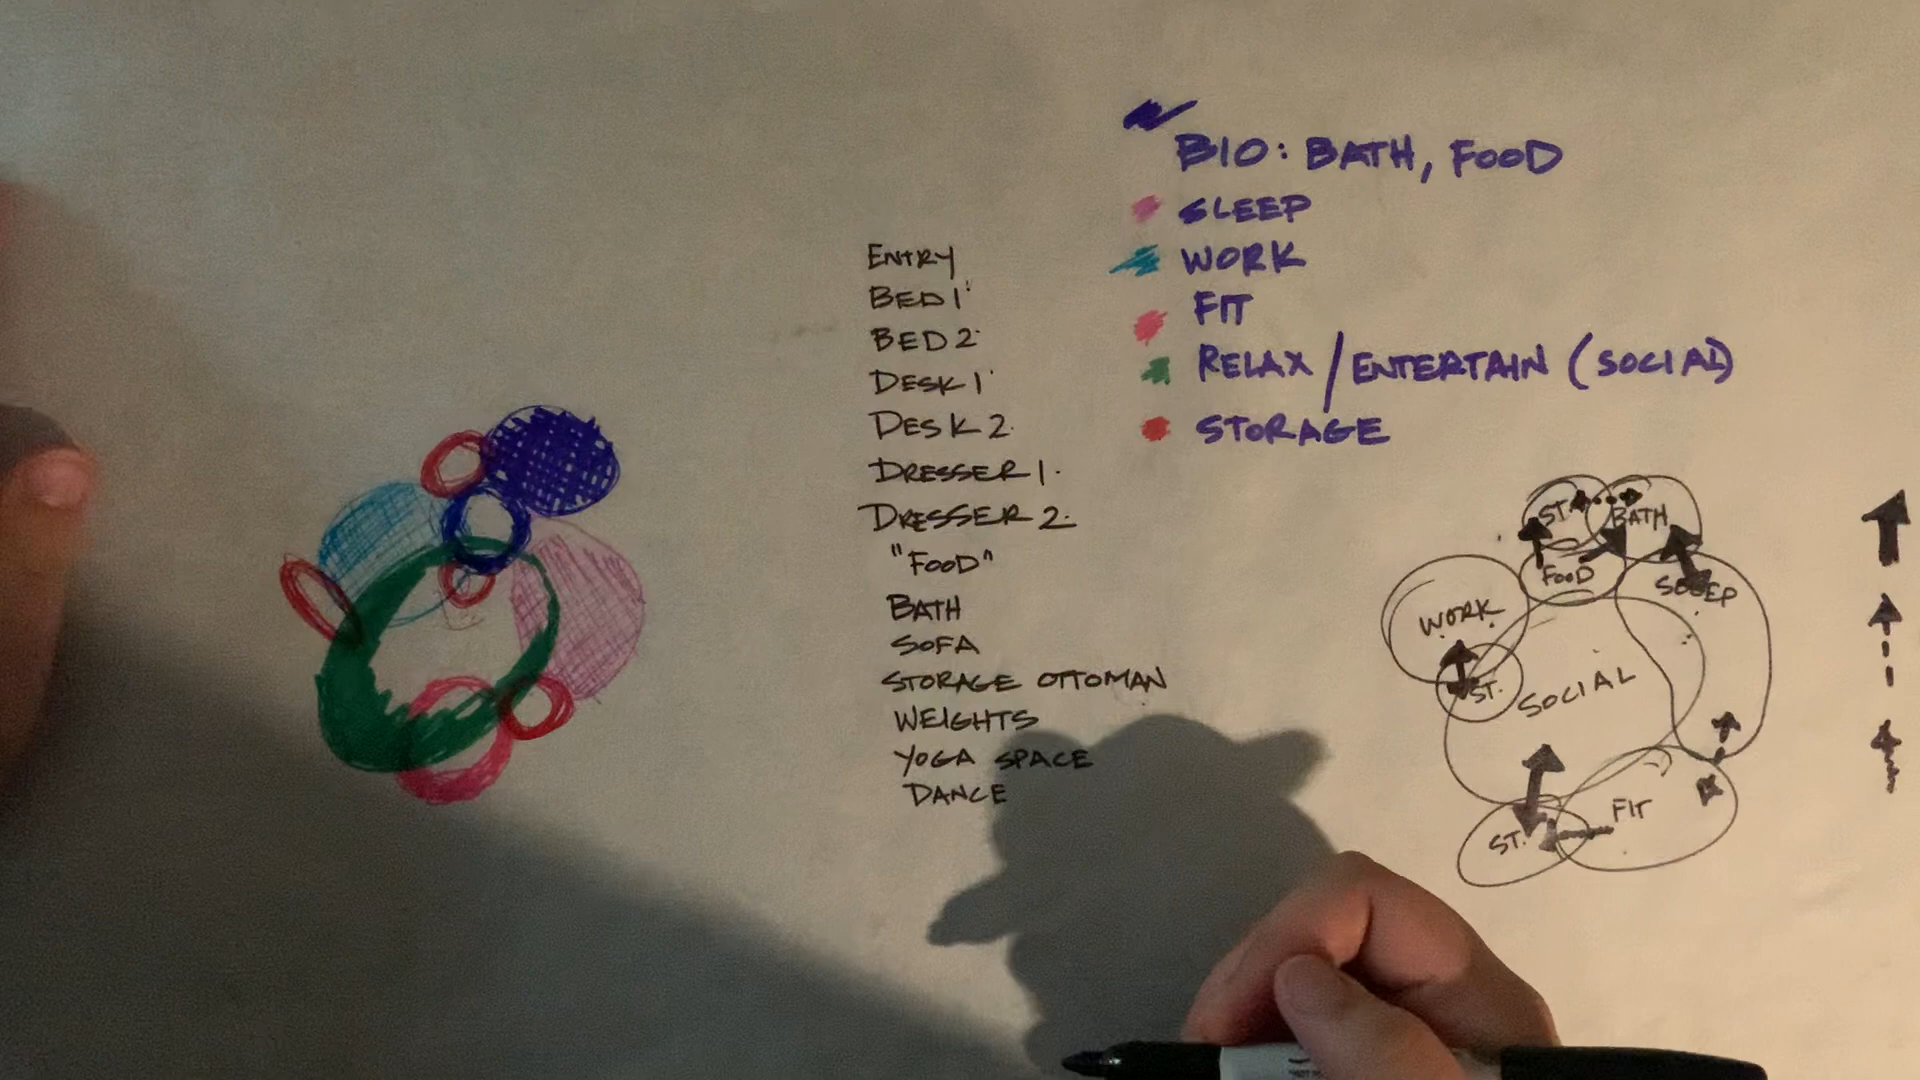 ENTRY
BED 1
BED 2
DESK 1
DESK 2
DRESSER 1
DRESSER 2
"FOOD"
BATH
SOFA
STORAGE OTTOMAN
WEIGHTS
YOGA SPACE
DANCE
BIO: BATH, FOOD
SLEEP
WORK
FIT
RELAX / ENTERTAIN (SOCIAL)
STORAGE
ST.
BATH
FOOD
SLEEP
WORK
ST.
SOCIAL
FIT
ST.